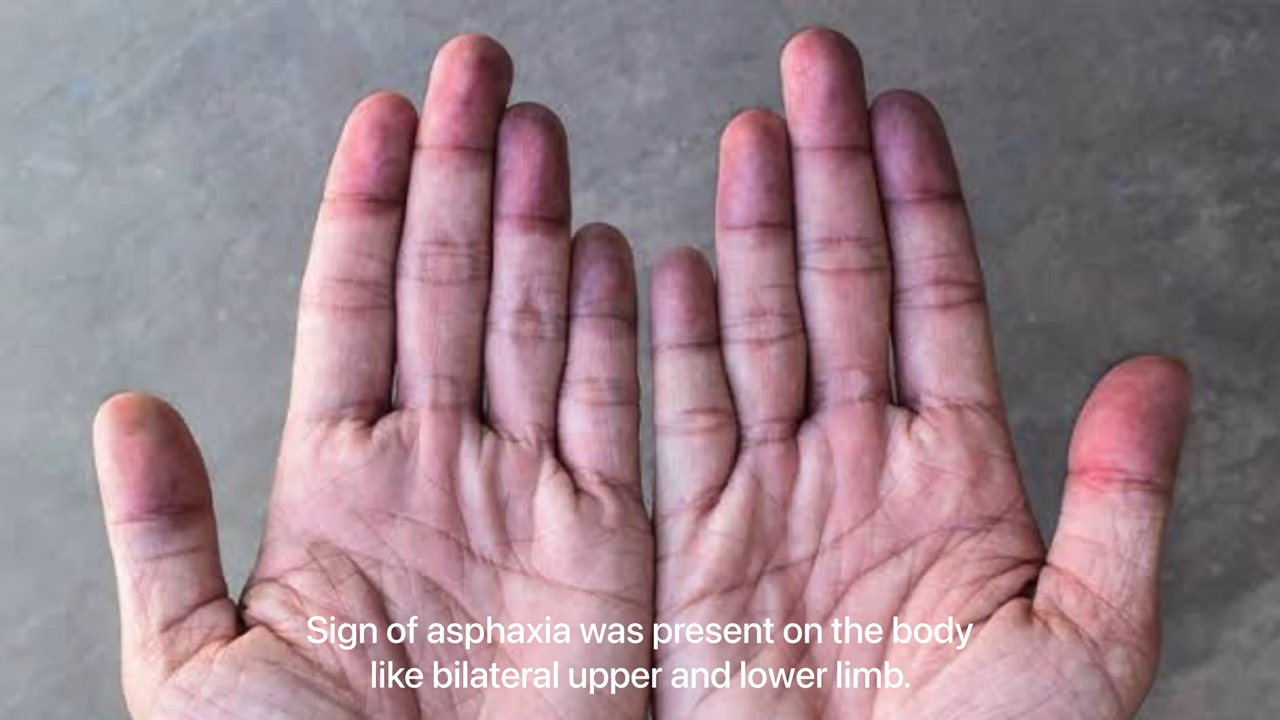 Sign of asphaxia was present on the body
like bilateral upper and lower limb.